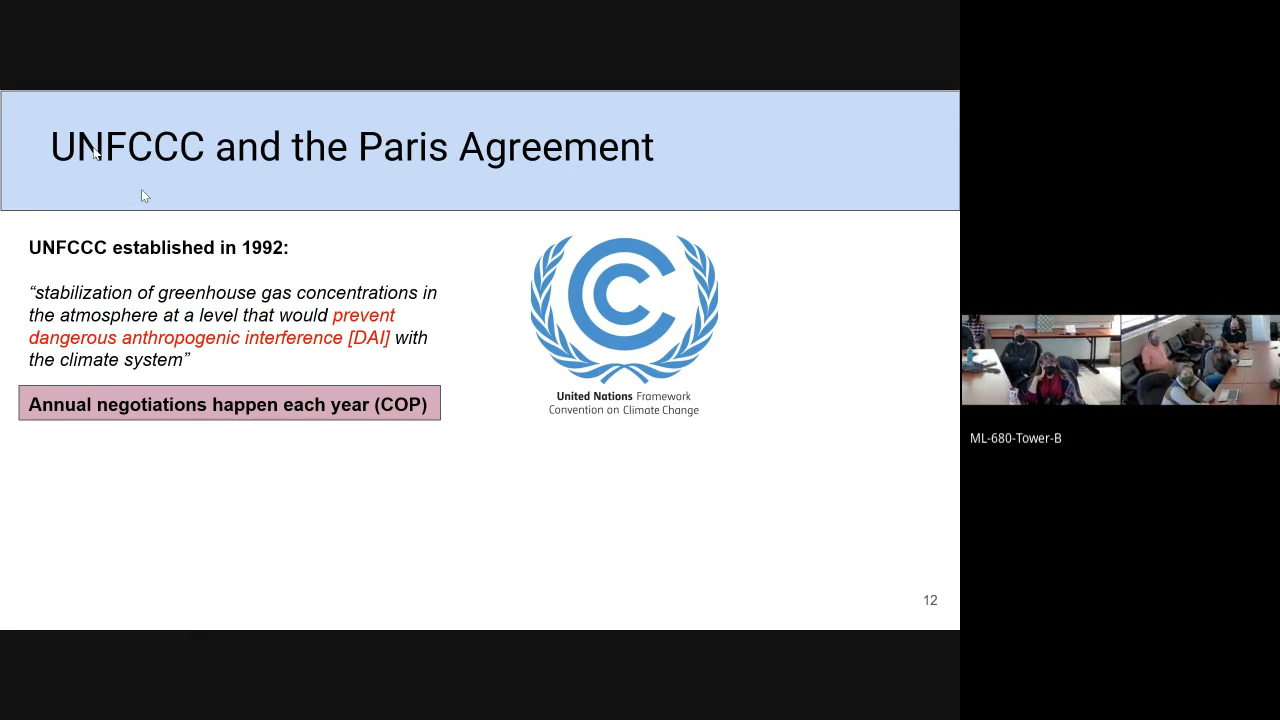 UNFCCC and the Paris Agreement
UNFCCC established in 1992:
“stabilization of greenhouse gas concentrations in
the atmosphere at a level that would prevent
dangerous anthropogenic interference [DAI] with
the climate system”
Annual negotiations happen each year (COP)
United Nations Framework
Convention on Climate Change
12
ML-680-Tower-B